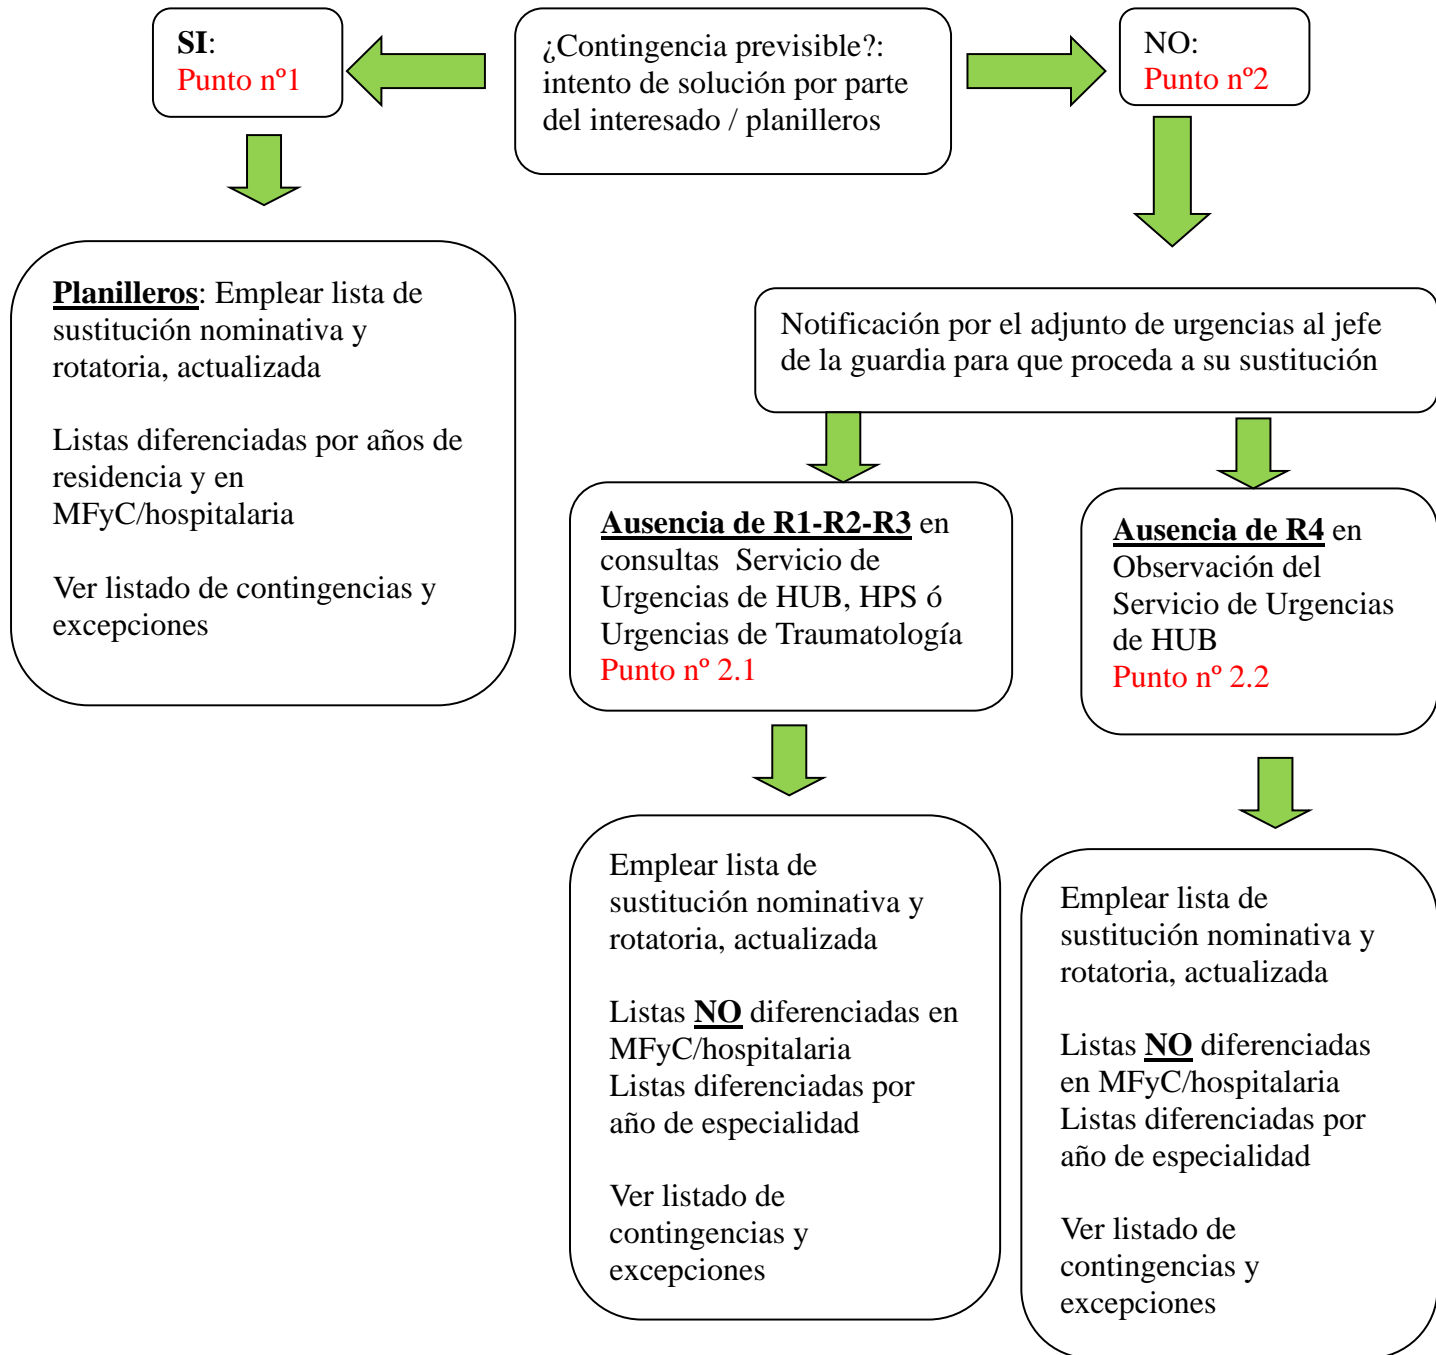 SI:
Punto nº1
¿Contingencia previsible?:
intento de solución por parte
del interesado / planilleros
NO:
Punto nº2
Planilleros: Emplear lista de
sustitución nominativa y
rotatoria, actualizada
Listas diferenciadas por años de
residencia y en
MFyC/hospitalaria
Ver listado de contingencias y
excepciones
Notificación por el adjunto de urgencias al jefe
de la guardia para que proceda a su sustitución
Ausencia de R1-R2-R3 en
consultas Servicio de
Urgencias de HUB, HPS ó
Urgencias de Traumatología
Punto nº 2.1
Ausencia de R4 en
Observación del
Servicio de Urgencias
de HUB
Punto nº 2.2
Emplear lista de
sustitución nominativa y
rotatoria, actualizada
Listas NO diferenciadas en
MFyC/hospitalaria
Listas diferenciadas por
año de especialidad
Ver listado de
contingencias y
excepciones
Emplear lista de
sustitución nominativa y
rotatoria, actualizada
Listas NO diferenciadas
en MFyC/hospitalaria
Listas diferenciadas por
año de especialidad
Ver listado de
contingencias y
excepciones